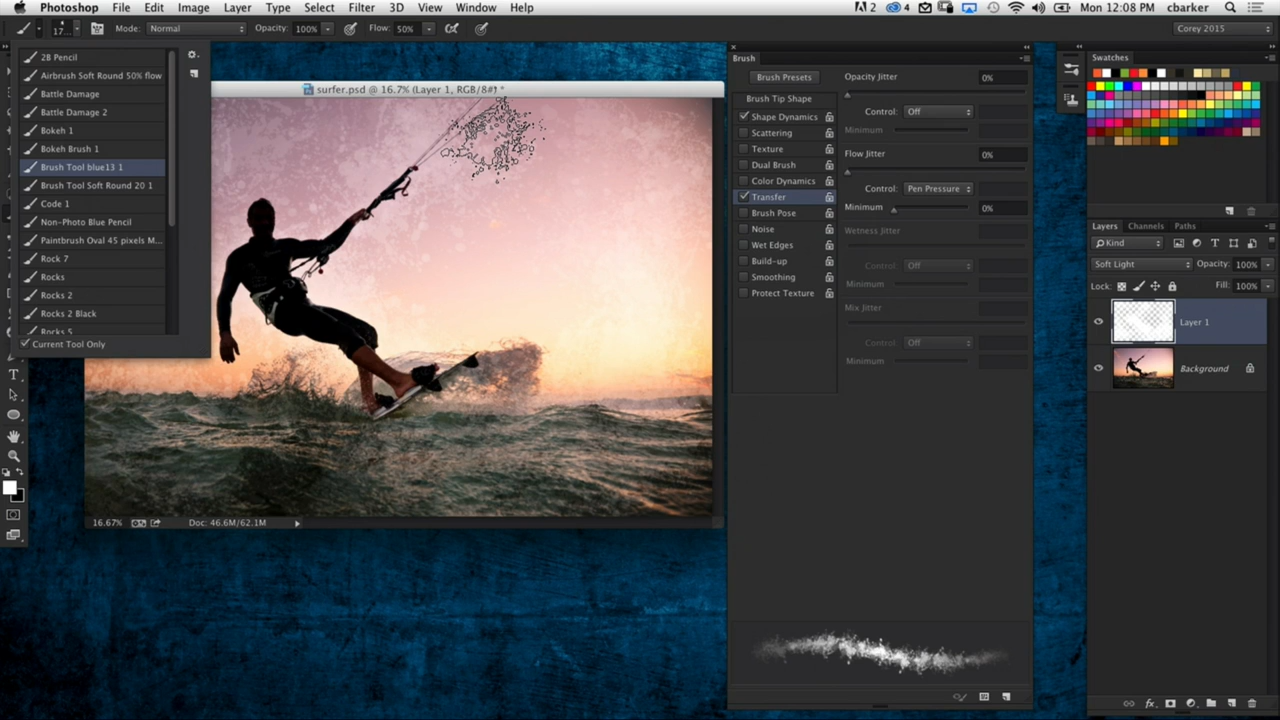 Photoshop File Edit Image Layer Type Select Filter 3D View Window Help 2 4 Mon 12:08 PM cbarker
17... Mode: Normal Opacity: 100% Flow: 50% Corey 2015
2B Pencil
Airbrush Soft Round 50% flow
Battle Damage
Battle Damage 2
Bokeh 1
Bokeh Brush 1
Brush Tool blue13 1
Brush Tool Soft Round 20 1
Code 1
Non-Photo Blue Pencil
Paintbrush Oval 45 pixels M...
Rock 7
Rocks
Rocks 2
Rocks 2 Black
Rocks 5
Current Tool Only
surfer.psd @ 16.7% (Layer 1, RGB/8#) *
16.67% Doc: 46.6M/62.1M
Brush
Brush Presets
Brush Tip Shape
Shape Dynamics
Scattering
Texture
Dual Brush
Color Dynamics
Transfer
Brush Pose
Noise
Wet Edges
Build-up
Smoothing
Protect Texture
Opacity Jitter 0%
Control: Off
Minimum
Flow Jitter 0%
Control: Pen Pressure
Minimum 0%
Wetness Jitter
Control: Off
Minimum
Mix Jitter
Control: Off
Minimum
Swatches
Layers Channels Paths
Kind
Soft Light Opacity: 100%
Lock: Fill: 100%
Layer 1
Background